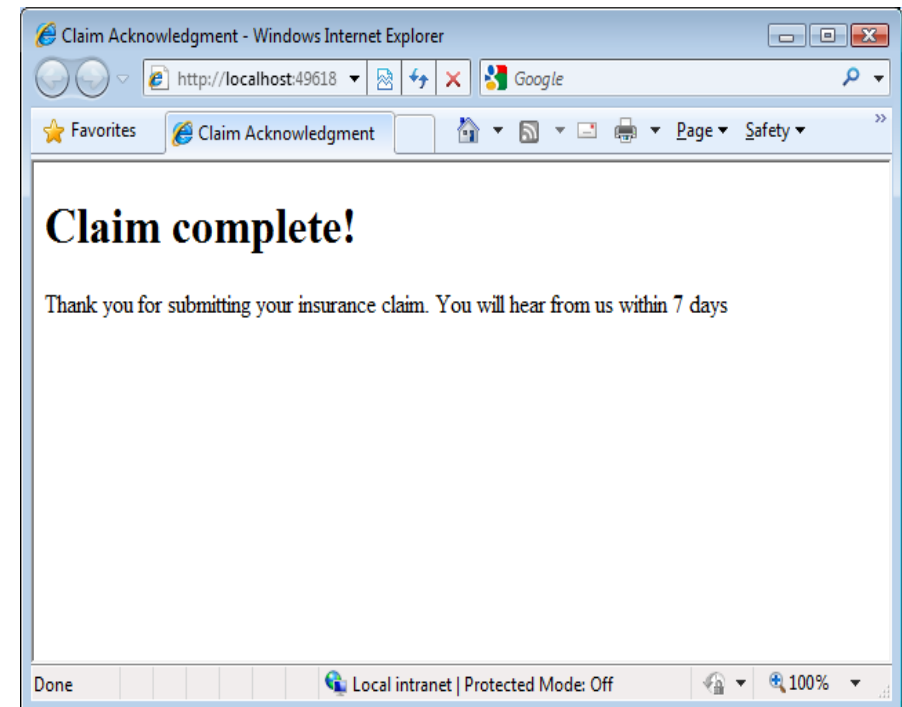 Claim Acknowledgment - Windows Internet Explorer
http://localhost:49618 Google
Favorites Claim Acknowledgment Page Safety »
Claim complete!
Thank you for submitting your insurance claim. You will hear from us within 7 days
Done Local intranet | Protected Mode: Off 100%